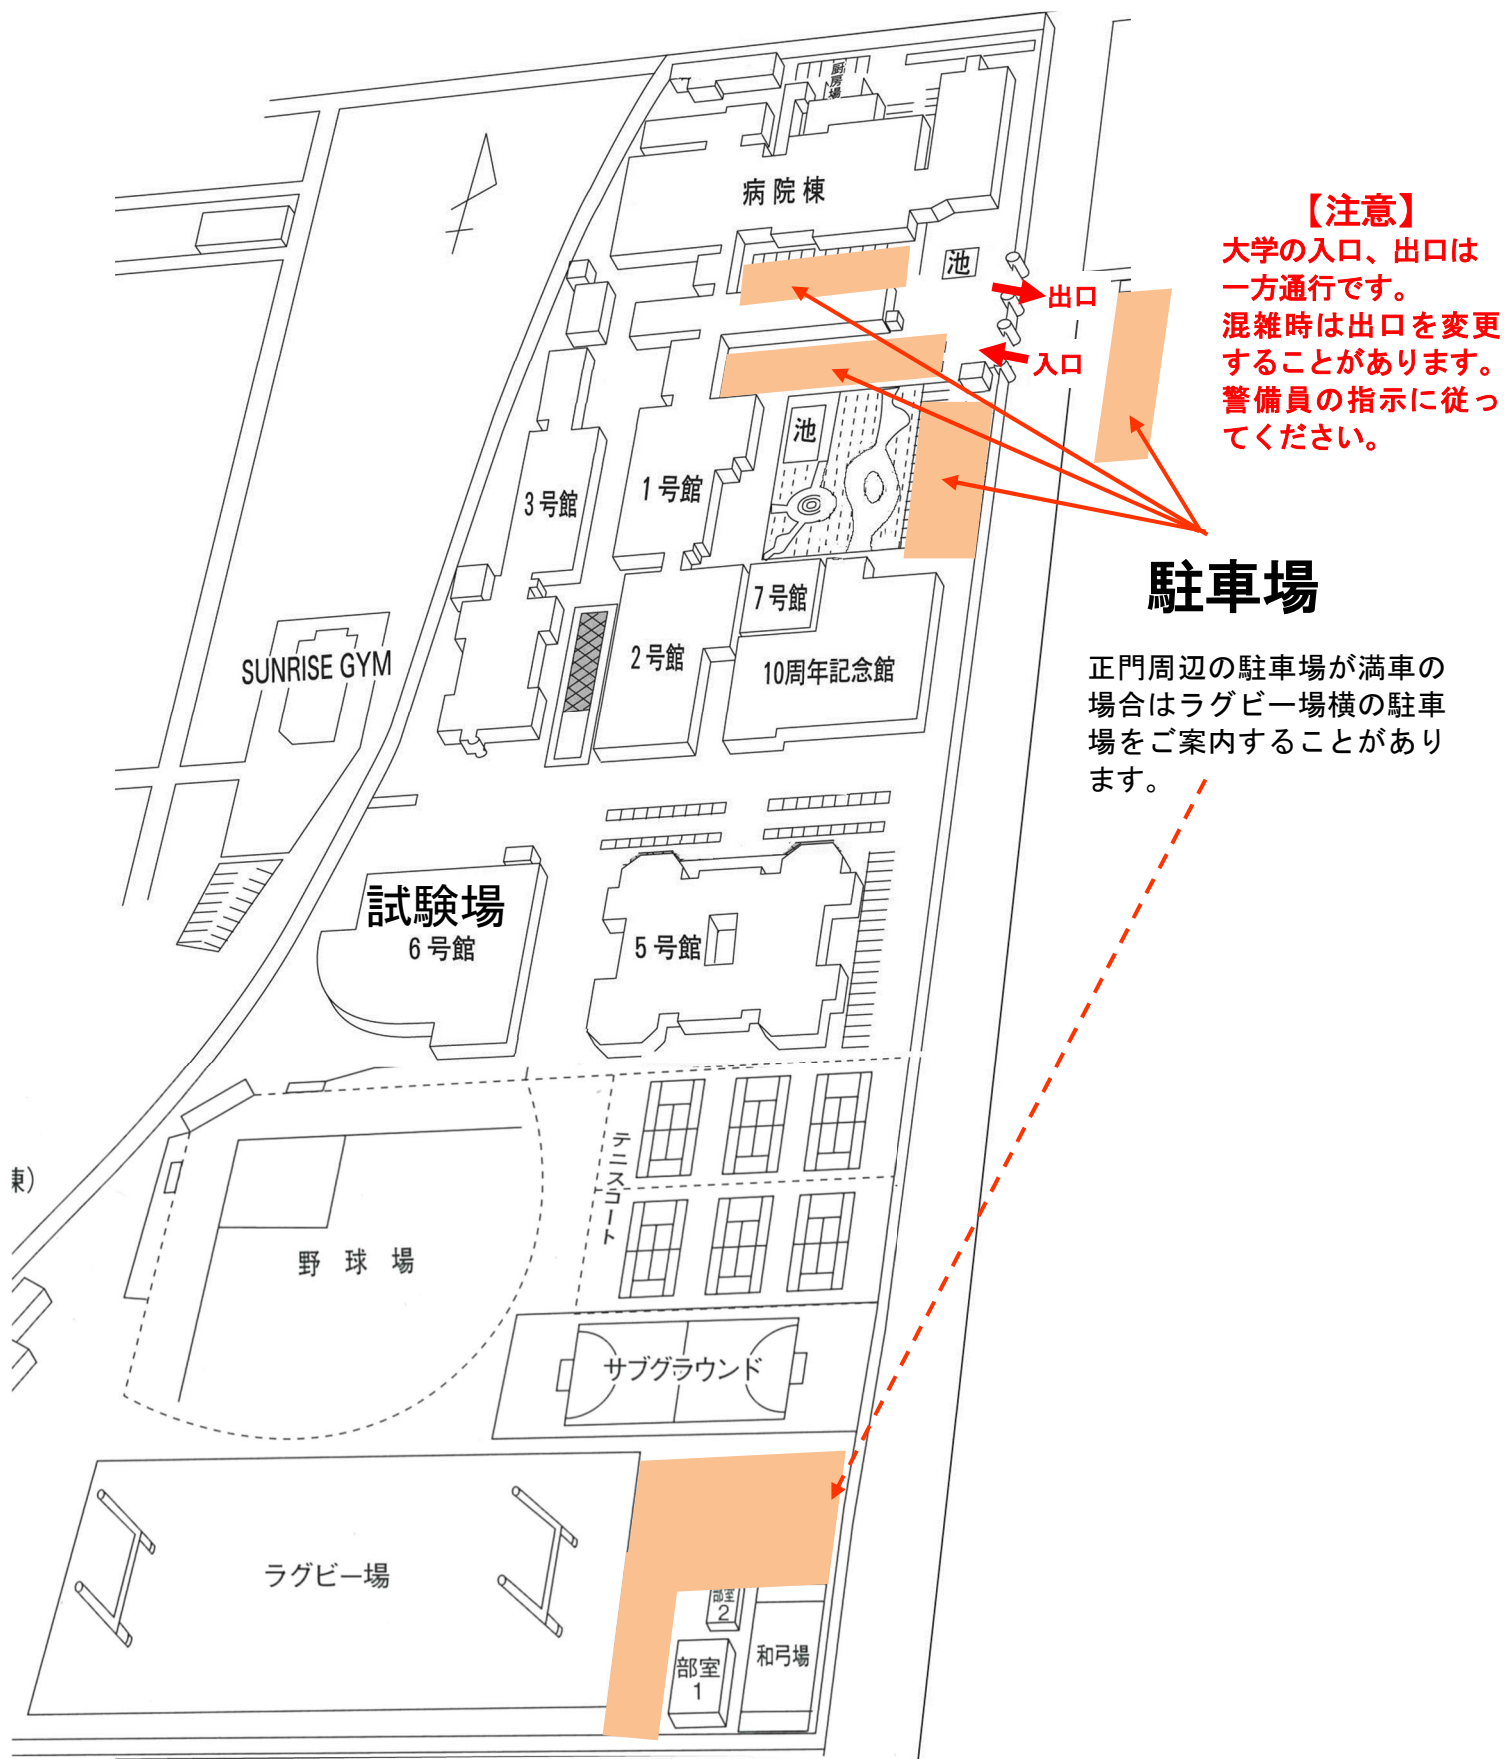 厨房場
病院棟
【注意】
大学の入口、出口は
一方通行です。
混雑時は出口を変更
することがあります。
警備員の指示に従っ
てください。
池
出口
入口
池
3号館
1号館
駐車場
7号館
2号館
10周年記念館
SUNRISE GYM
正門周辺の駐車場が満車の
場合はラグビー場横の駐車
場をご案内することがあり
ます。
試験場
6号館
5号館
テニスコート
棟)
野球場
サブグラウンド
ラグビー場
部室
2
和弓場
部室
1